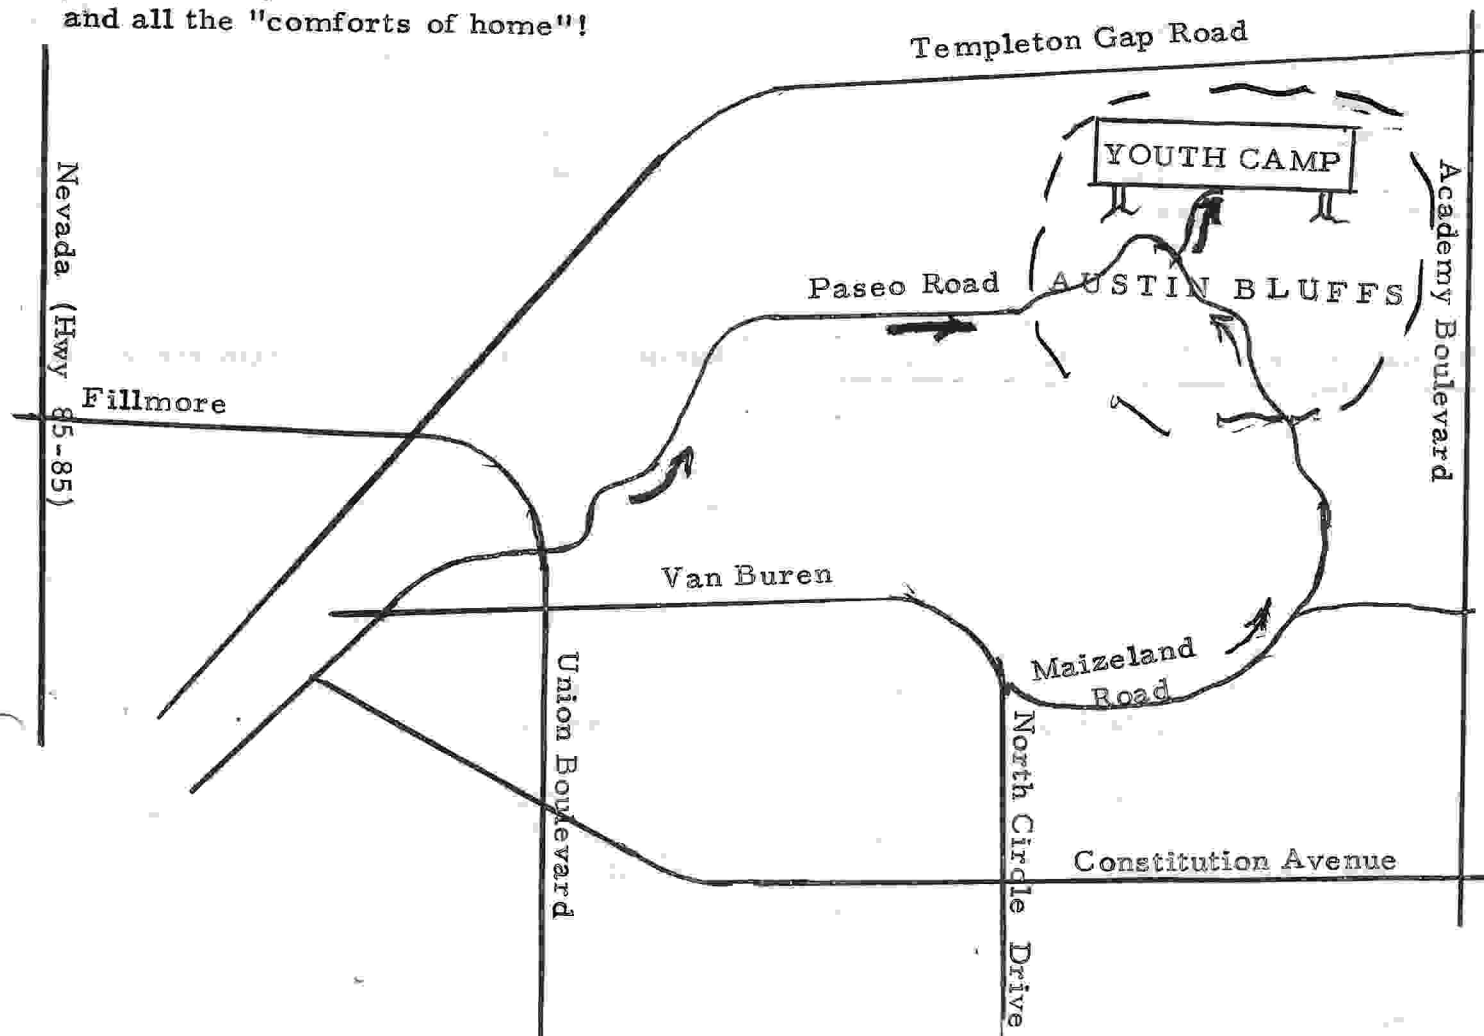 and all the "comforts of home"!
Templeton Gap Road
YOUTH CAMP
Academy Boulevard
Nevada (Hwy 85-85)
Paseo Road
AUSTIN BLUFFS
Fillmore
Van Buren
Maizeland
Road
Union Boulevard
North Circle Drive
Constitution Avenue